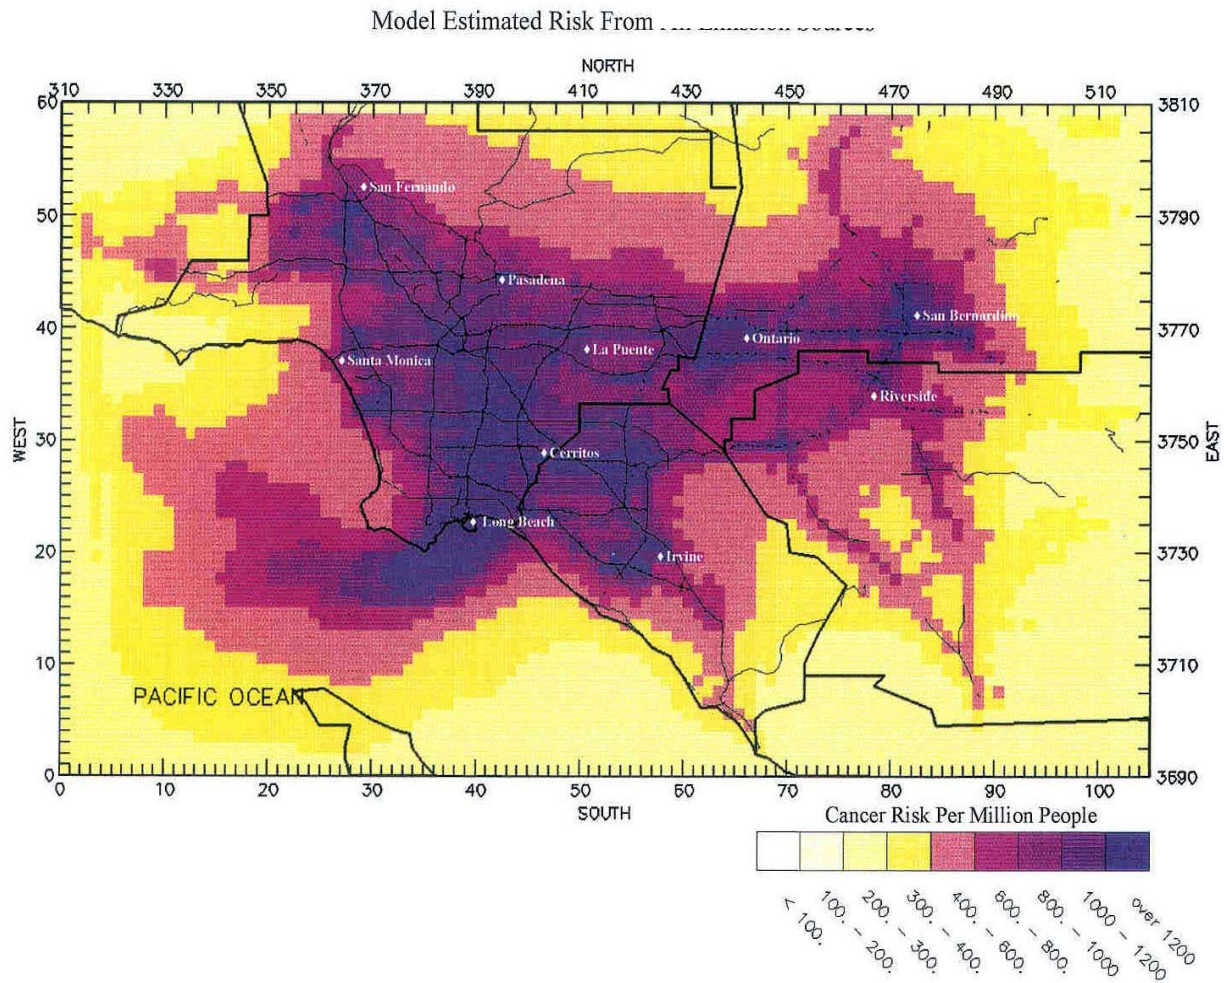 Model Estimated Risk From
NORTH
310 330 350 370 390 410 430 450 470 490 510
60 3810
San Fernando
50 3790
Pasadena
San Bernardino
40 3770
Ontario
La Puente
Santa Monica
Riverside
WEST
30 3750
EAST
Cerritos
Long Beach
20 3730
Irvine
10 3710
PACIFIC OCEAN
0 3690
0 10 20 30 40 50 60 70 80 90 100
SOUTH
Cancer Risk Per Million People
< 100.
100. - 200.
200. - 300.
300. - 400.
400. - 600.
600. - 800.
800. - 1000
1000 - 1200
over 1200